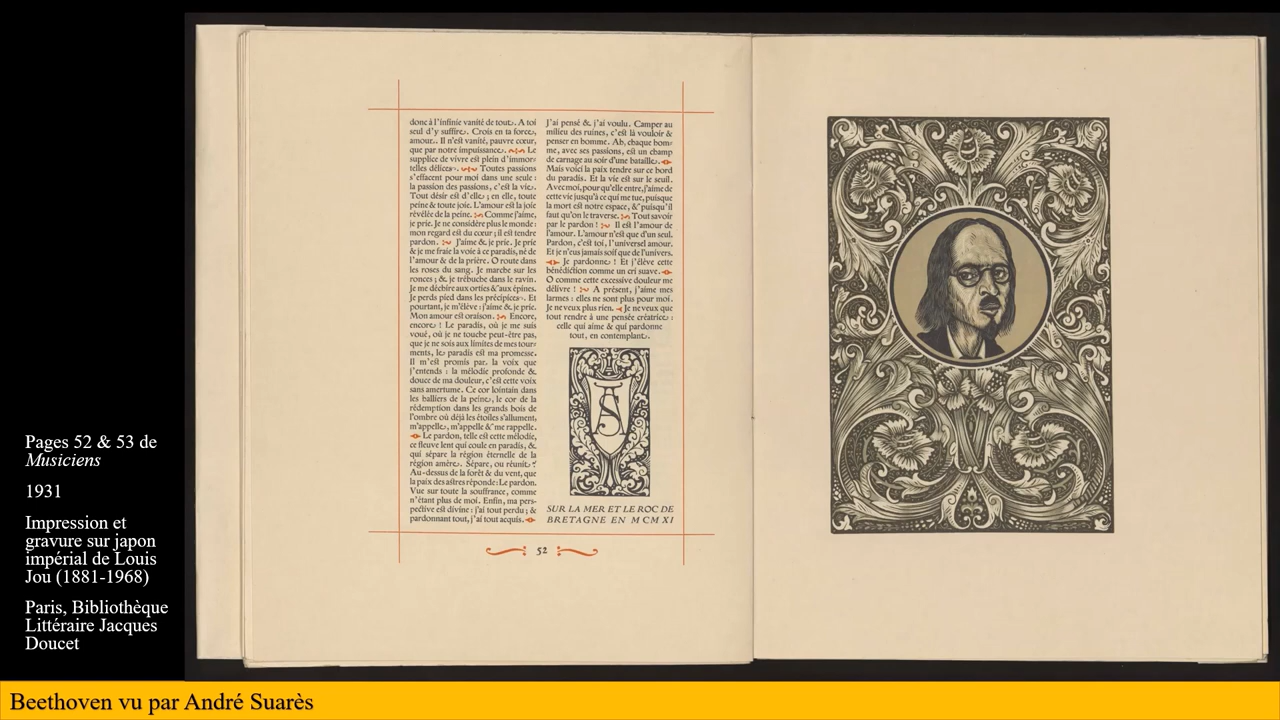 Pages 52 & 53 de
Musiciens
1931
Impression et
gravure sur japon
impérial de Louis
Jou (1881-1968)
Paris, Bibliothèque
Littéraire Jacques
Doucet
donc à l'infinie vanité de tout. A toi
seul d'y suffire. Crois en ta force,
amour.. Il n'est vanité, pauvre cœur,
que par notre impuissance. Le
supplice de vivre est plein d'immor=
telles délices. Toutes passions
s'effacent pour moi dans une seule :
la passion des passions, c'est la vie.
Tout désir est d'elle ; en elle, toute
peine & toute joie. L'amour est la joie
révélée de la peine. Comme j'aime,
je prie. Je ne considère plus le monde :
mon regard est du cœur ; il est tendre
pardon. J'aime & je prie. Je prie
& je me fraie la voie à ce paradis, né de
l'amour & de la prière. O route dans
les roses du sang. Je marche sur les
ronces ; & je trébuche dans le ravin.
Je me déchire aux orties & aux épines.
Je perds pied dans les précipices. Et
pourtant, je m'élève : j'aime & je prie.
Mon amour est oraison. Encore,
encore ! Le paradis, où je me suis
voué, où je ne touche peut-être pas,
que je ne sois aux limites de mes tour=
ments, le paradis est ma promesse.
Il m'est promis par la voix que
j'entends : la mélodie profonde &
douce de ma douleur, c'est cette voix
sans amertume. Ce cor lointain dans
les halliers de la peine, le cor de la
rédemption dans les grands bois de
l'ombre où déjà les étoiles s'allument,
m'appelle, m'appelle & me rappelle.
Le pardon, telle est cette mélodie,
ce fleuve lent qui coule en paradis, &
qui sépare la région éternelle de la
région amère. Sépare, ou réunit ?
Au-dessus de la forêt & du vent, que
la paix des astres réponde : Le pardon.
Vue sur toute la souffrance, comme
n'étant plus de moi. Enfin, ma pers=
pective est divine : j'ai tout perdu ; &
pardonnant tout, j'ai tout acquis.
J'ai pensé & j'ai voulu. Camper au
milieu des ruines, c'est là vouloir &
penser en homme. Ah, chaque hom=
me, avec ses passions, est un champ
de carnage au soir d'une bataille.
Mais voici la paix tendre sur ce bord
du paradis. Et la vie est sur le seuil.
Avec moi, pour qu'elle entre, j'aime de
cette vie jusqu'à ce qui me tue, puisque
la mort est notre espace, & puisqu'il
faut qu'on le traverse. Tout savoir
par le pardon ! Il est l'amour de
l'amour. L'amour n'est que d'un seul.
Pardon, c'est toi, l'universel amour.
Et je n'eus jamais soif que de l'univers.
Je pardonne ! Et j'élève cette
bénédiction comme un cri suave.
O comme cette excessive douleur me
délivre ! A présent, j'aime mes
larmes : elles ne sont plus pour moi.
Je ne veux plus rien. Je ne veux que
tout rendre à une pensée créatrice :
celle qui aime & qui pardonne
tout, en contemplant.
SUR LA MER ET LE ROC DE
BRETAGNE EN MCMXI
52
Beethoven vu par André Suarès